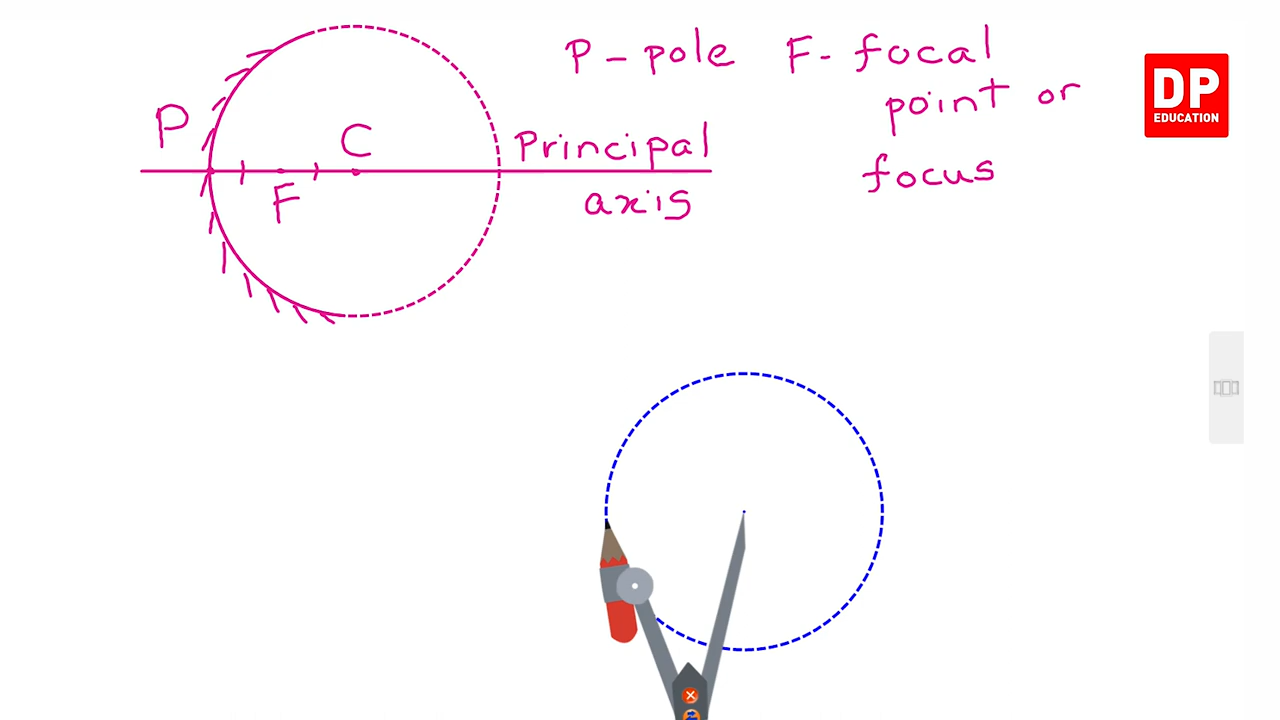 P - pole F - focal
point or
focus
DP
EDUCATION
P
C
Principal
axis
F